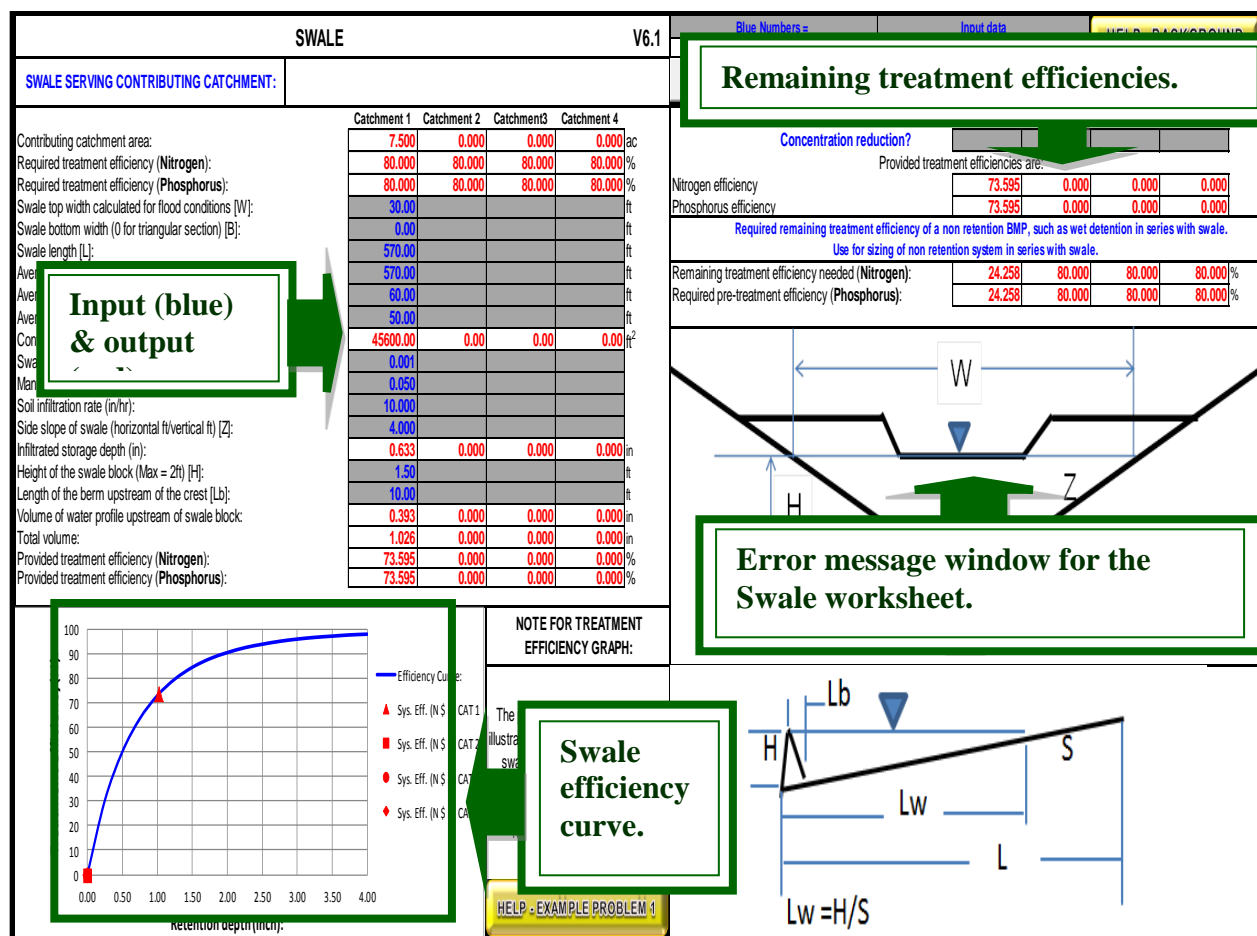 SWALE V6.1
Blue Numbers = Input data
SWALE SERVING CONTRIBUTING CATCHMENT:
Remaining treatment efficiencies.
Catchment 1 Catchment 2 Catchment3 Catchment 4
Contributing catchment area: 7.500 0.000 0.000 0.000 ac
Required treatment efficiency (Nitrogen): 80.000 80.000 80.000 80.000 %
Required treatment efficiency (Phosphorus): 80.000 80.000 80.000 80.000 %
Swale top width calculated for flood conditions [W]: 30.00 ft
Swale bottom width (0 for triangular section) [B]: 0.00 ft
Swale length [L]: 570.00 ft
570.00 ft
60.00 ft
50.00 ft
45600.00 0.00 0.00 0.00 ft2
0.001
0.050
Soil infiltration rate (in/hr): 10.000
Side slope of swale (horizontal ft/vertical ft) [Z]: 4.000
Infiltrated storage depth (in): 0.633 0.000 0.000 0.000 in
Height of the swale block (Max = 2ft) [H]: 1.50 ft
Length of the berm upstream of the crest [Lb]: 10.00 ft
Volume of water profile upstream of swale block: 0.393 0.000 0.000 0.000 in
Total volume: 1.026 0.000 0.000 0.000 in
Provided treatment efficiency (Nitrogen): 73.595 0.000 0.000 0.000 %
Provided treatment efficiency (Phosphorus): 73.595 0.000 0.000 0.000 %
Input (blue)
& output
Concentration reduction?
Provided treatment efficiencies are:
Nitrogen efficiency 73.595 0.000 0.000 0.000
Phosphorus efficiency 73.595 0.000 0.000 0.000
Required remaining treatment efficiency of a non retention BMP, such as wet detention in series with swale.
Use for sizing of non retention system in series with swale.
Remaining treatment efficiency needed (Nitrogen): 24.258 80.000 80.000 80.000 %
Required pre-treatment efficiency (Phosphorus): 24.258 80.000 80.000 80.000 %
W
Z
H
Error message window for the
Swale worksheet.
100
90
80
70
60
50
40
30
20
10
0
0.00 0.50 1.00 1.50 2.00 2.50 3.00 3.50 4.00
Retention depth (inch):
Sys. Eff. (N $ CAT 1
Sys. Eff. (N $ CAT 2
Sys. Eff. (N $
Sys. Eff. (N $
NOTE FOR TREATMENT
EFFICIENCY GRAPH:
The
Swale
efficiency
curve.
HELP - EXAMPLE PROBLEM 1
Lb
H
S
Lw
L
Lw =H/S